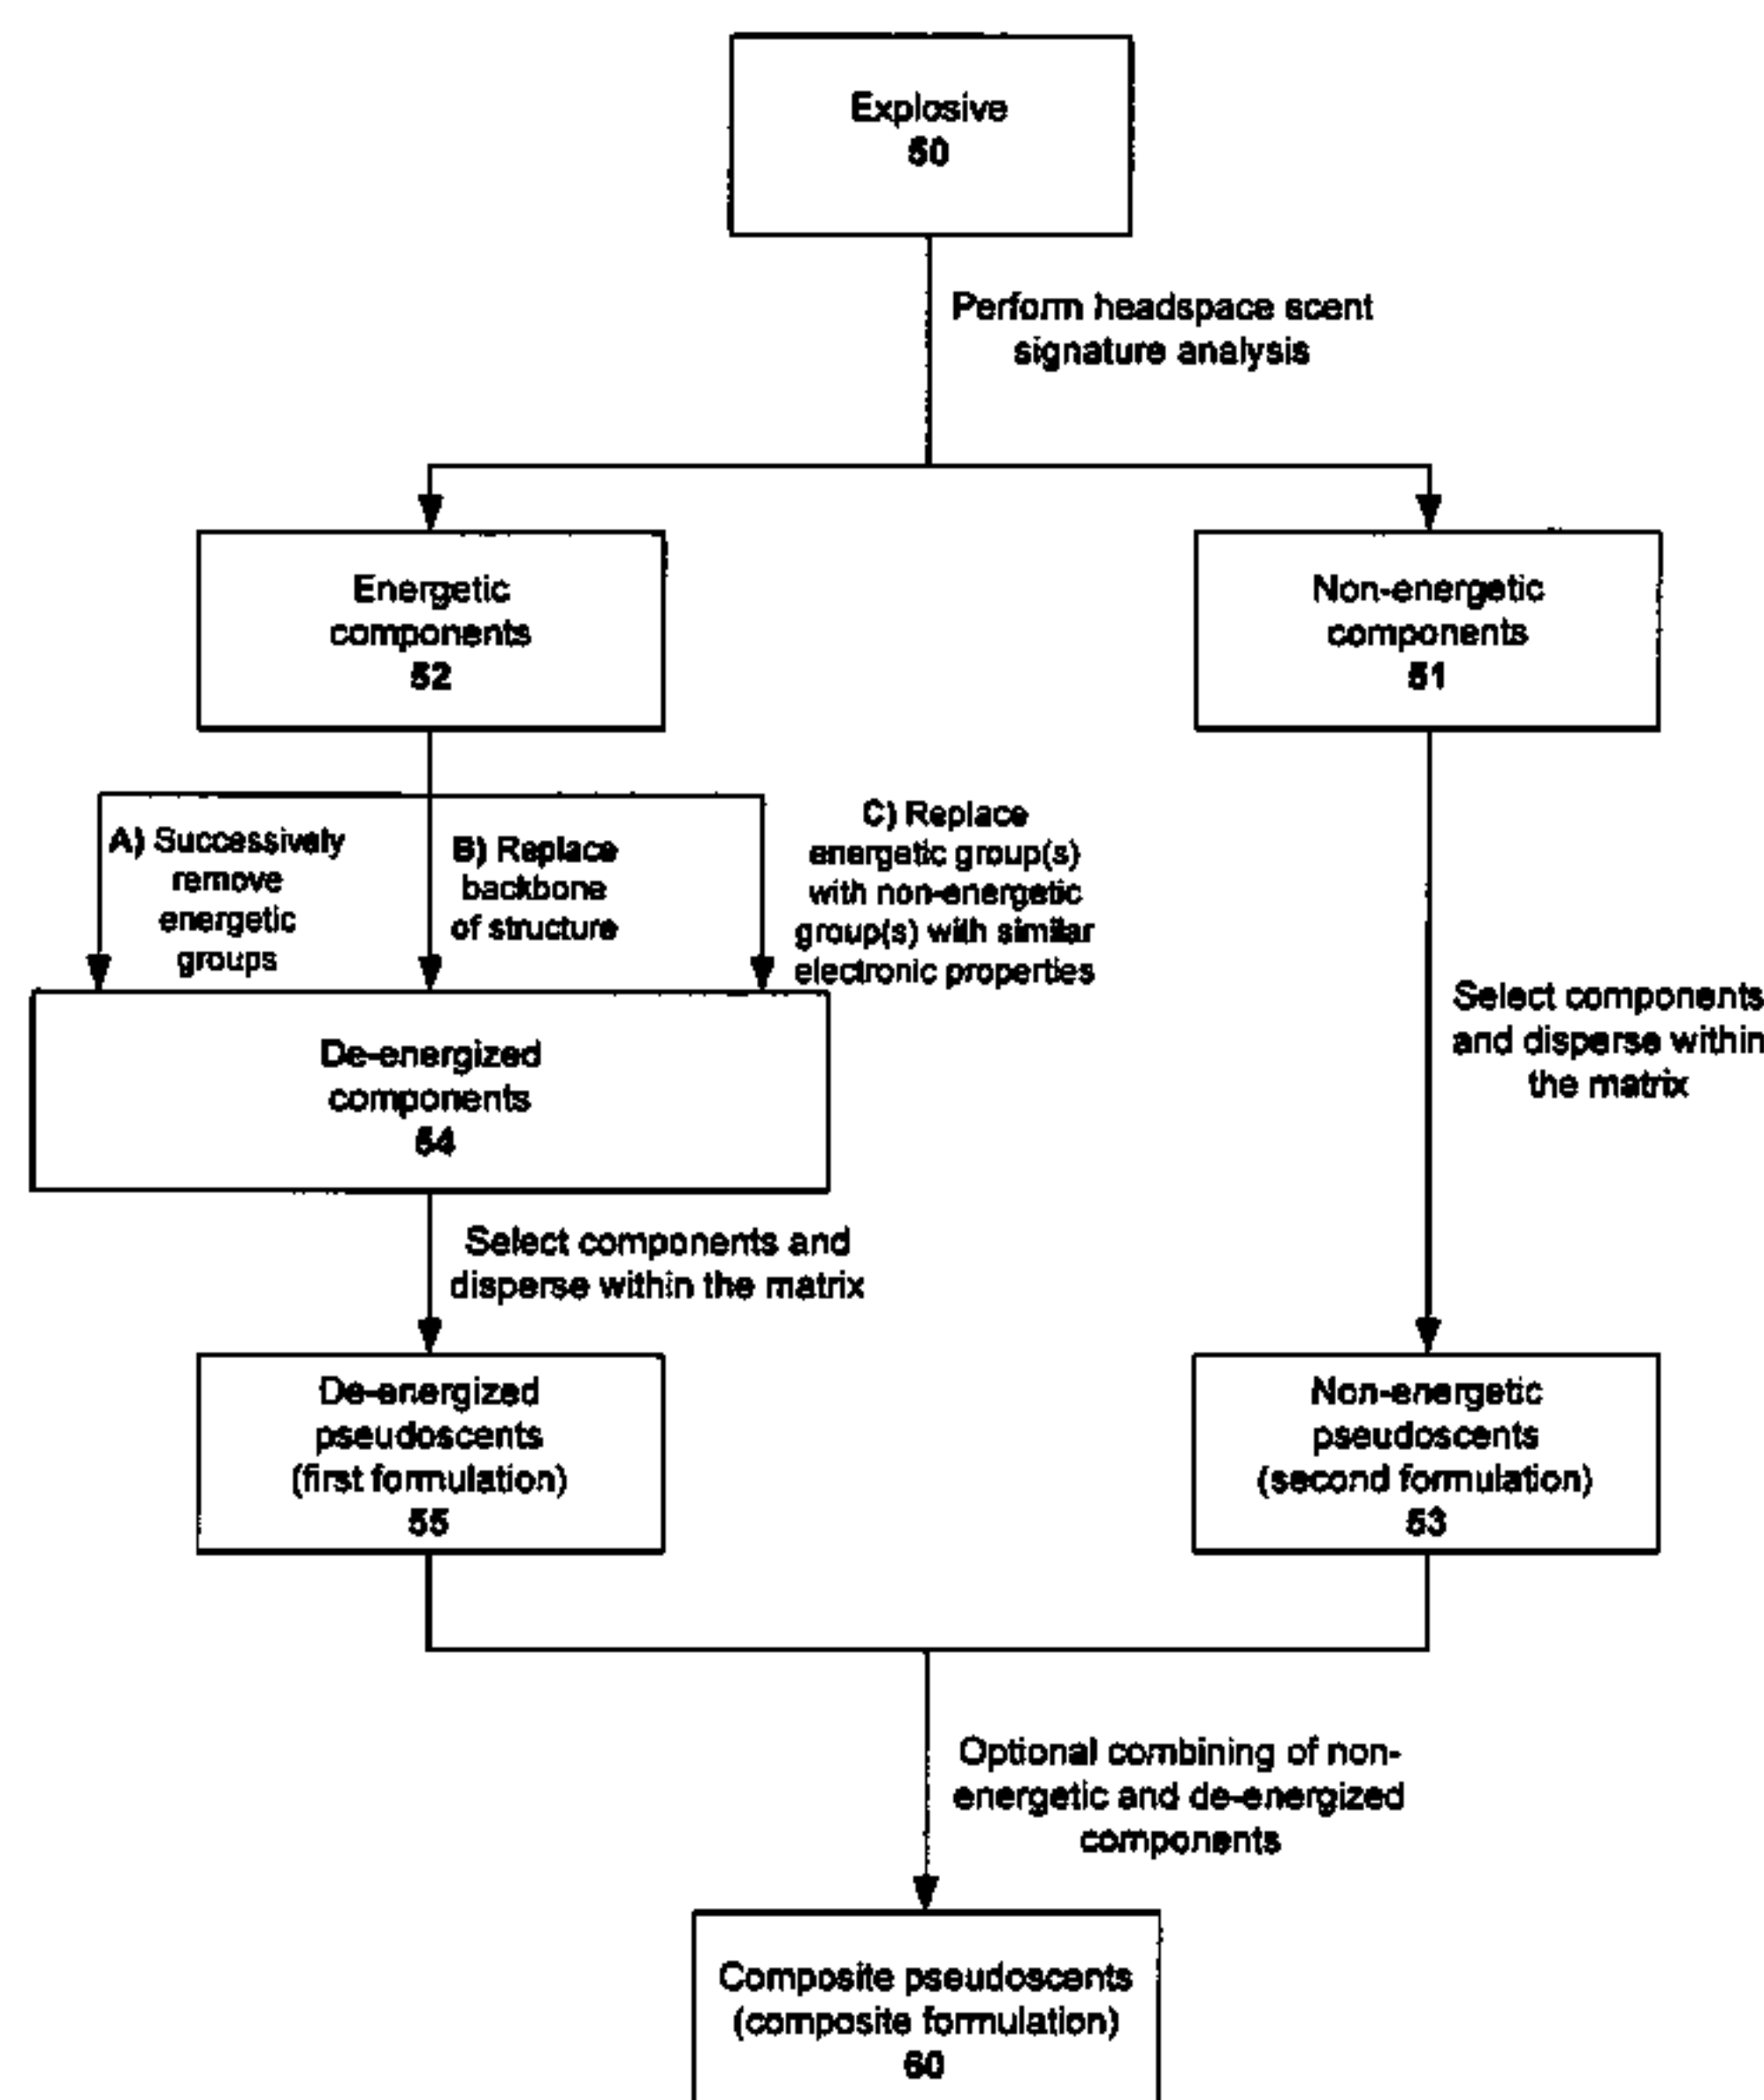 Explosive
50
Perform headspace scent
signature analysis
Energetic
components
52
Non-energetic
components
51
A) Successively
remove
energetic
groups
B) Replace
backbone
of structure
C) Replace
energetic group(s)
with non-energetic
group(s) with similar
electronic properties
De-energized
components
54
Select components
and disperse within
the matrix
Select components and
disperse within the matrix
De-energized
pseudoscents
(first formulation)
55
Non-energetic
pseudoscents
(second formulation)
53
Optional combining of non-
energetic and de-energized
components
Composite pseudoscents
(composite formulation)
60